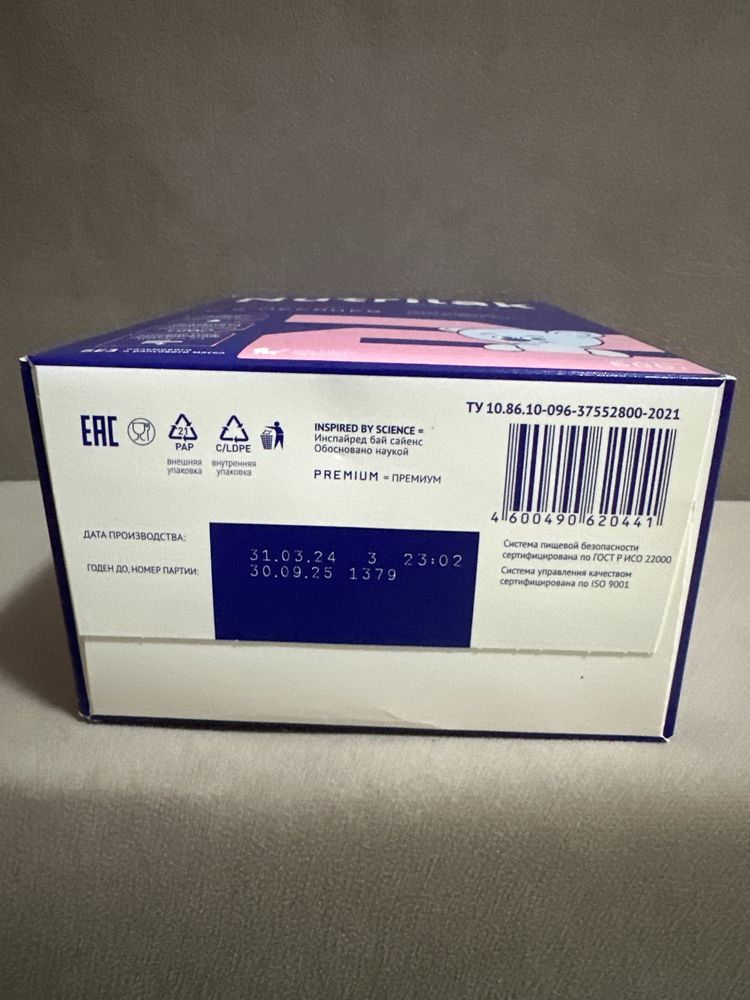 Nutrilak
EAC
21
PAP
C/LDPE
внешняя
упаковка
внутренняя
упаковка
INSPIRED BY SCIENCE =
Инспайред бай сайенс
Обосновано наукой
PREMIUM = ПРЕМИУМ
ТУ 10.86.10-096-37552800-2021
4 600490 620441
ДАТА ПРОИЗВОДСТВА:
31.03.24 3 23:02
ГОДЕН ДО, НОМЕР ПАРТИИ:
30.09.25 1379
Система пищевой безопасности
сертифицирована по ГОСТ Р ИСО 22000
Система управления качеством
сертифицирована по ISO 9001